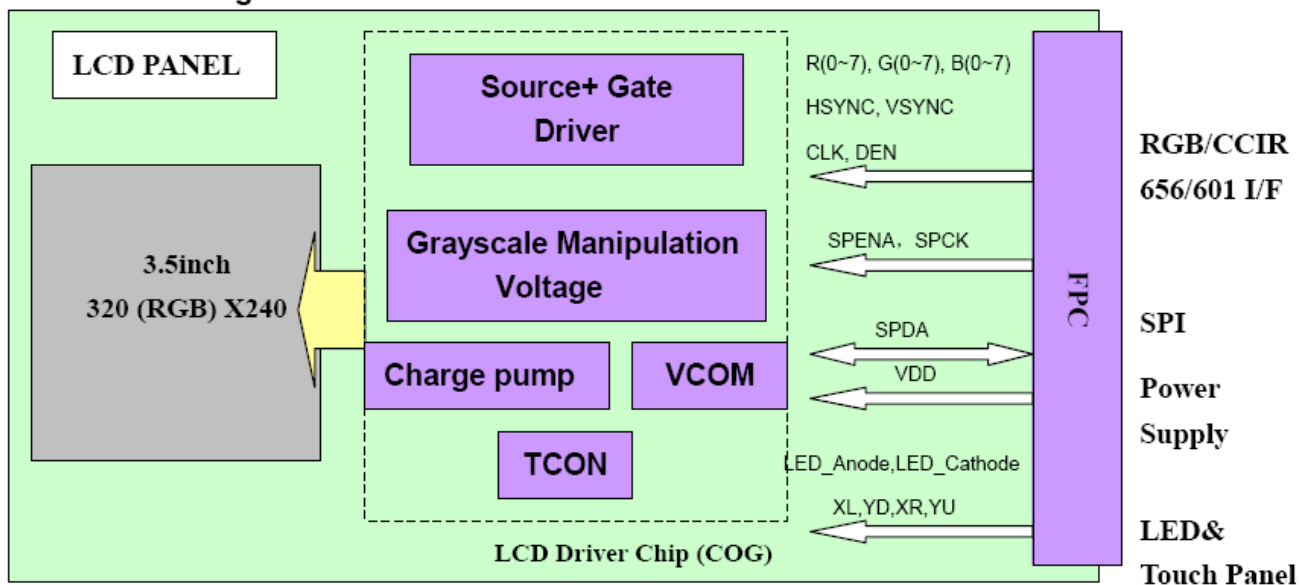 LCD PANEL
3.5inch
320 (RGB) X240
Source+ Gate
Driver
Grayscale Manipulation
Voltage
Charge pump
VCOM
TCON
LCD Driver Chip (COG)
R(0~7), G(0~7), B(0~7)
HSYNC, VSYNC
CLK, DEN
SPENA，SPCK
SPDA
VDD
LED_Anode,LED_Cathode
XL,YD,XR,YU
FPC
RGB/CCIR
656/601 I/F
SPI
Power
Supply
LED&
Touch Panel